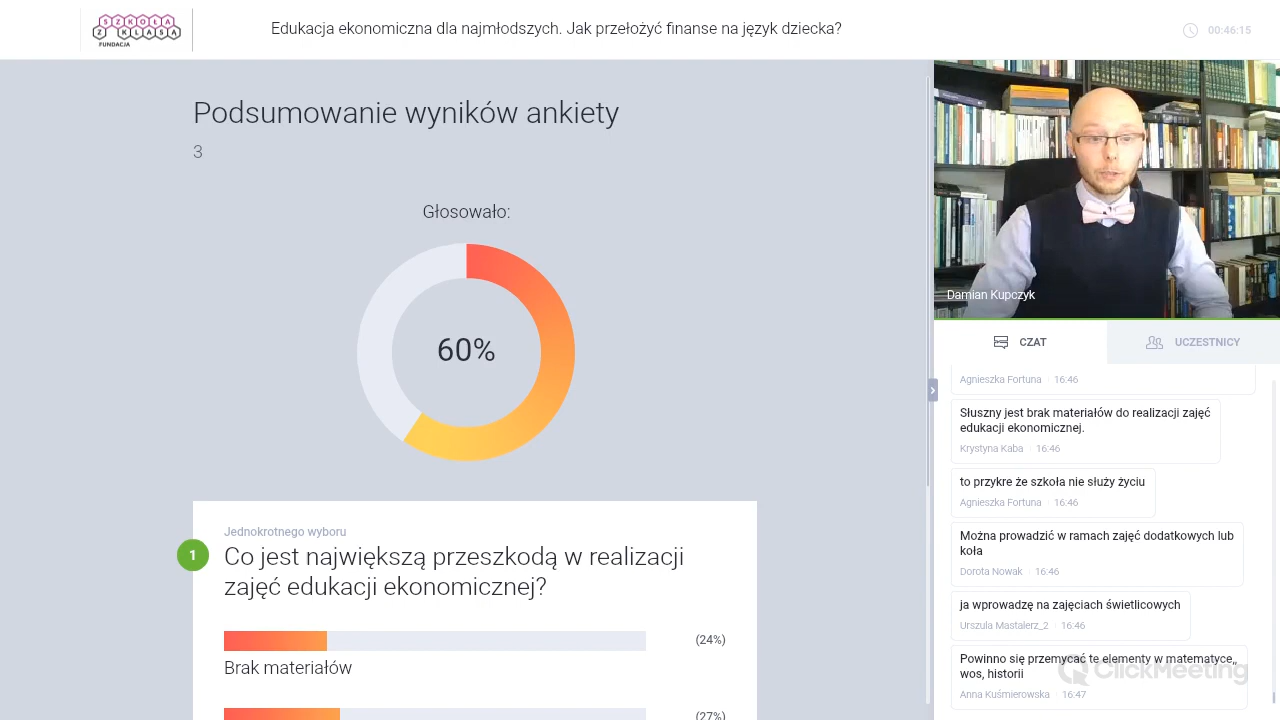 SZKOŁA
Z KLASĄ
FUNDACJA
Edukacja ekonomiczna dla najmłodszych. Jak przełożyć finanse na język dziecka?
00:46:15
Podsumowanie wyników ankiety
3
Głosowało:
60%
1
Jednokrotnego wyboru
Co jest największą przeszkodą w realizacji
zajęć edukacji ekonomicznej?
(24%)
Brak materiałów
(27%)
Damian Kupczyk
CZAT
UCZESTNICY
Agnieszka Fortuna 16:46
Słuszny jest brak materiałów do realizacji zajęć
edukacji ekonomicznej.
Krystyna Kaba 16:46
to przykre że szkoła nie służy życiu
Agnieszka Fortuna 16:46
Można prowadzić w ramach zajęć dodatkowych lub
koła
Dorota Nowak 16:46
ja wprowadzę na zajęciach świetlicowych
Urszula Mastalerz_2 16:46
Powinno się przemycać te elementy w matematyce,,
wos, historii
Anna Kuśmierowska 16:47
ClickMeeting